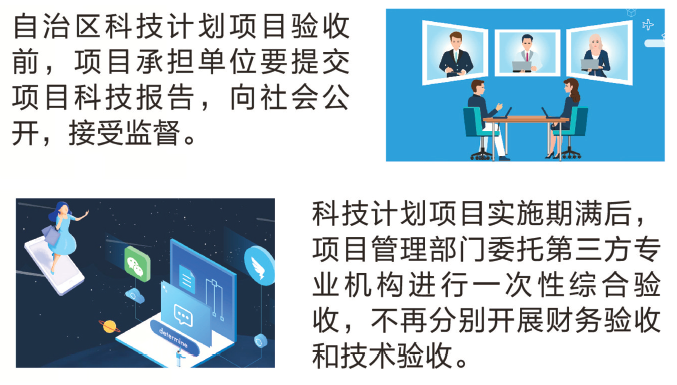 自治区科技计划项目验收
前，项目承担单位要提交
项目科技报告，向社会公
开，接受监督。
determine
科技计划项目实施期满后，
项目管理部门委托第三方专
业机构进行一次性综合验
收，不再分别开展财务验收
和技术验收。